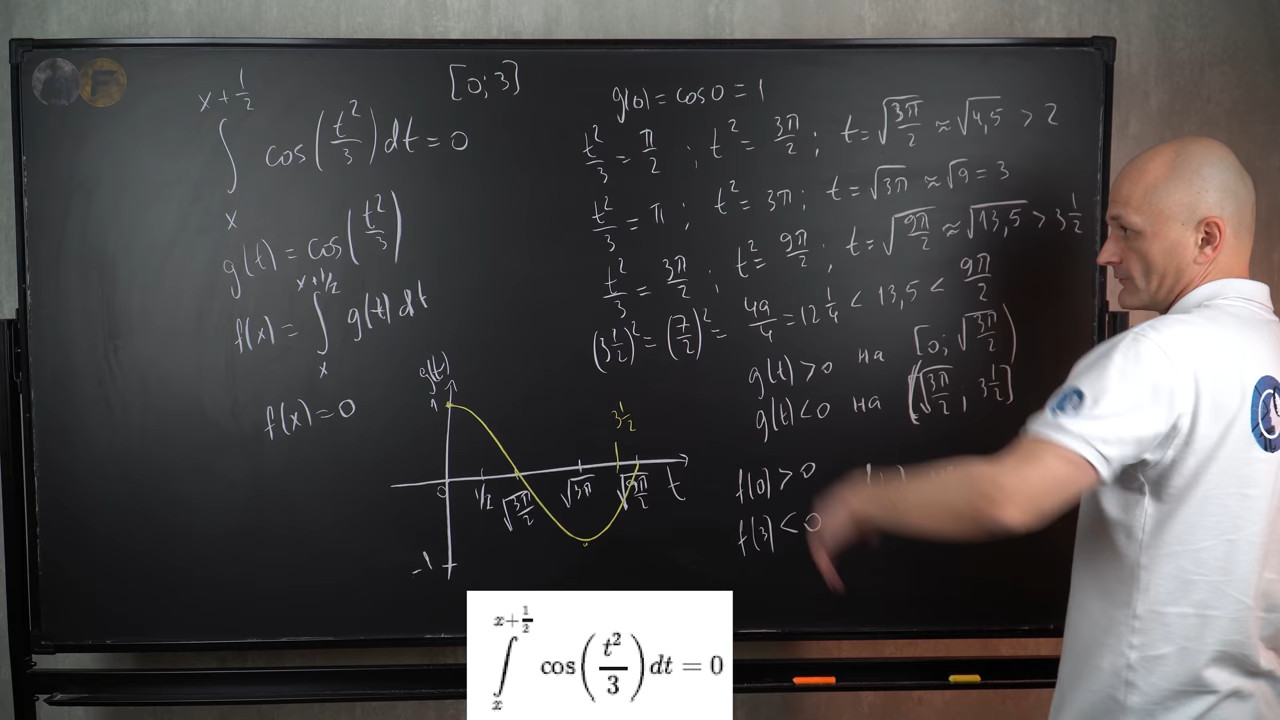 [0;3]
∫ₓ^(x+1/2) cos(t²/3)dt = 0
g(t) = cos(t²/3)
f(x) = ∫ₓ^(x+1/2) g(t)dt
f(x) = 0
g(t)
1
0
1/2
√(3π/2)
√(3π)
3 1/2
√(9π/2)
t
-1
g(0) = cos0 = 1
t²/3 = π/2 ; t² = 3π/2 ; t = √(3π/2) ≈ √4,5 > 2
t²/3 = π ; t² = 3π ; t = √(3π) ≈ √9 = 3
t²/3 = 3π/2 ; t² = 9π/2 ; t = √(9π/2) ≈ √13,5 > 3 1/2
(3 1/2)² = (7/2)² = 49/4 = 12 1/4 < 13,5 < 9π/2
g(t) > 0 на [0; √(3π/2))
g(t) < 0 на (√(3π/2) ; 3 1/2]
f(0) > 0
f(3) < 0
∫ₓ^(x+1/2) cos(t²/3)dt = 0